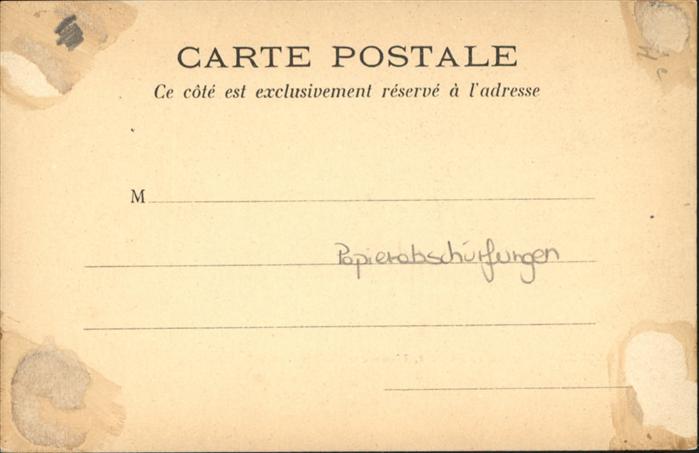 CARTE POSTALE
Ce côté est exclusivement réservé à l'adresse
M
Papierabschürfungen